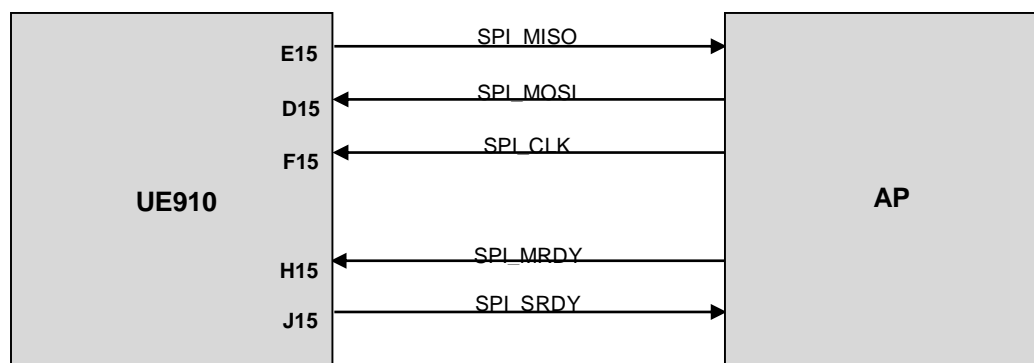 SPI_MISO
E15
SPI_MOSI
D15
SPI_CLK
F15
UE910
AP
SPI_MRDY
H15
SPI_SRDY
J15